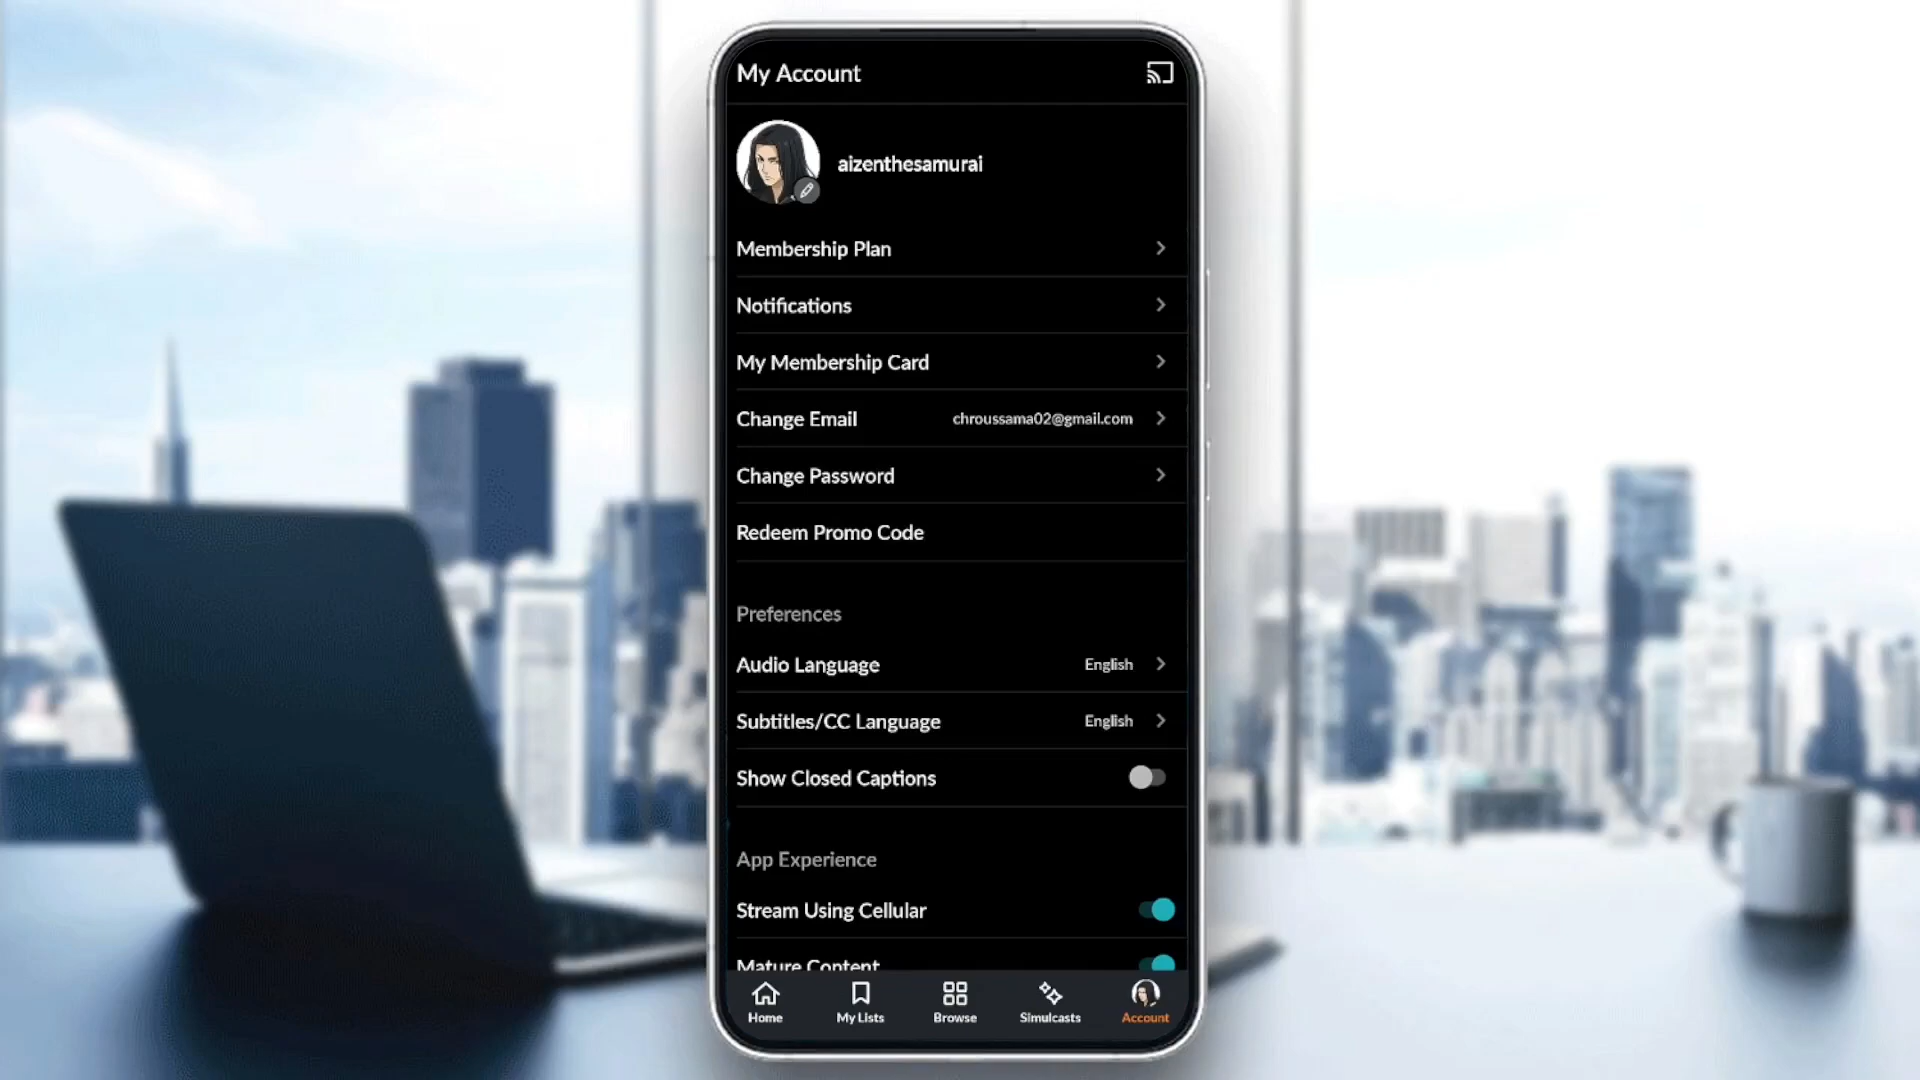 My Account
aizenthesamurai
Membership Plan
Notifications
My Membership Card
Change Email chroussama02@gmail.com
Change Password
Redeem Promo Code
Preferences
Audio Language English
Subtitles/CC Language English
Show Closed Captions
App Experience
Stream Using Cellular
Mature Content
Home My Lists Browse Simulcasts Account